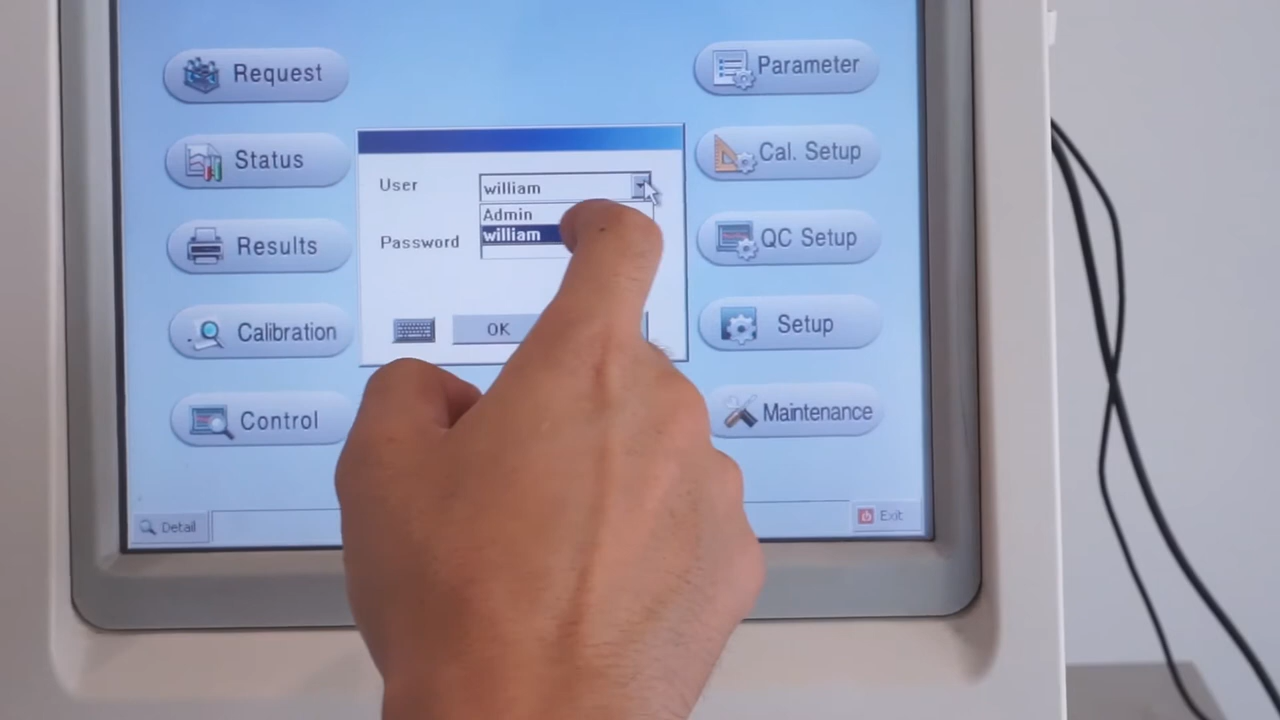 Request
Status
Results
Calibration
Control
User
william
Admin
william
Password
OK
Parameter
Cal. Setup
QC Setup
Setup
Maintenance
Detail
Exit